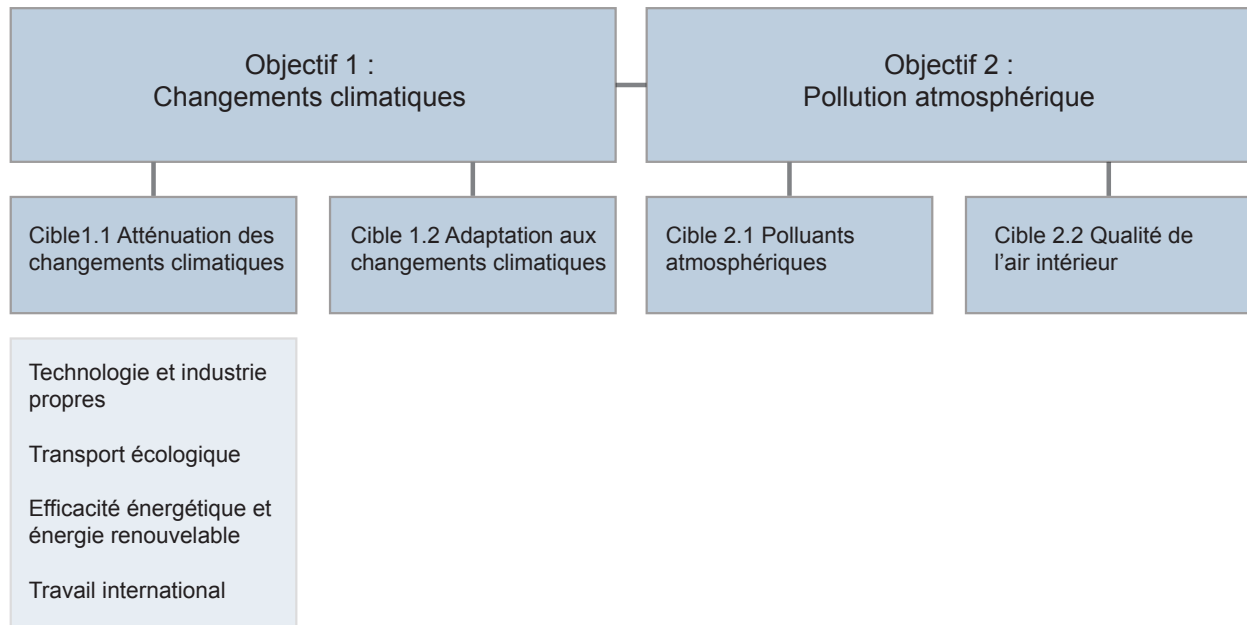 Objectif 1 :
Changements climatiques
Objectif 2 :
Pollution atmosphérique
Cible1.1 Atténuation des
changements climatiques
Cible 1.2 Adaptation aux
changements climatiques
Cible 2.1 Polluants
atmosphériques
Cible 2.2 Qualité de
l’air intérieur
Technologie et industrie
propres
Transport écologique
Efficacité énergétique et
énergie renouvelable
Travail international